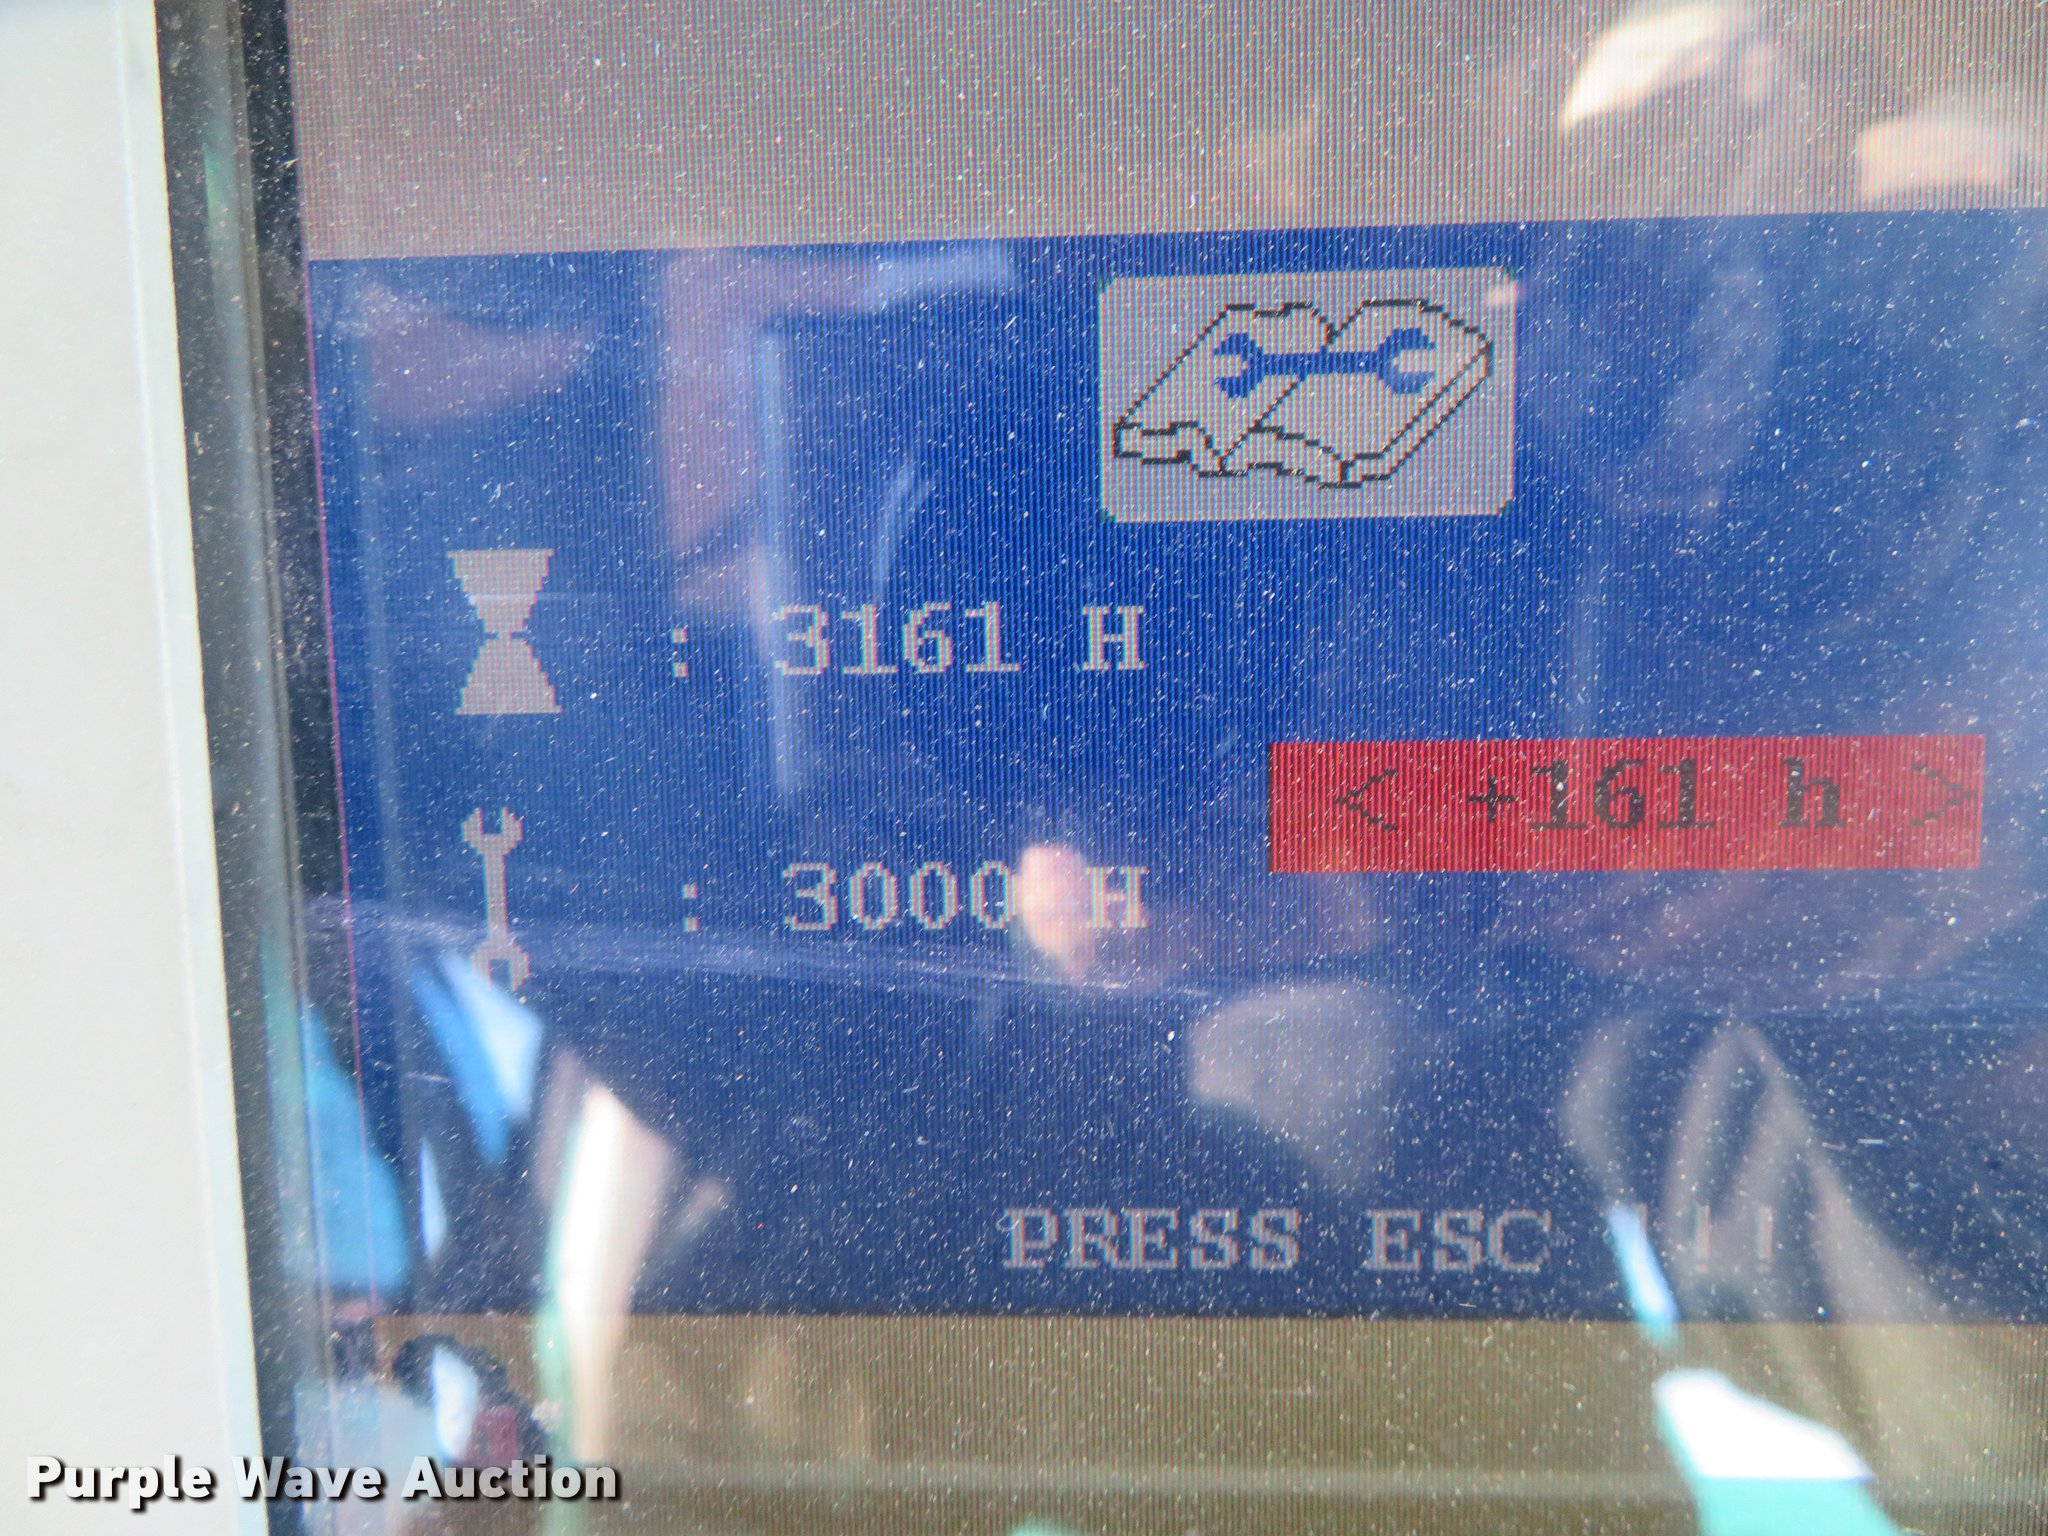 : 3161 H
< +161 h >
: 3000 H
PRESS ESC !!!
Purple Wave Auction